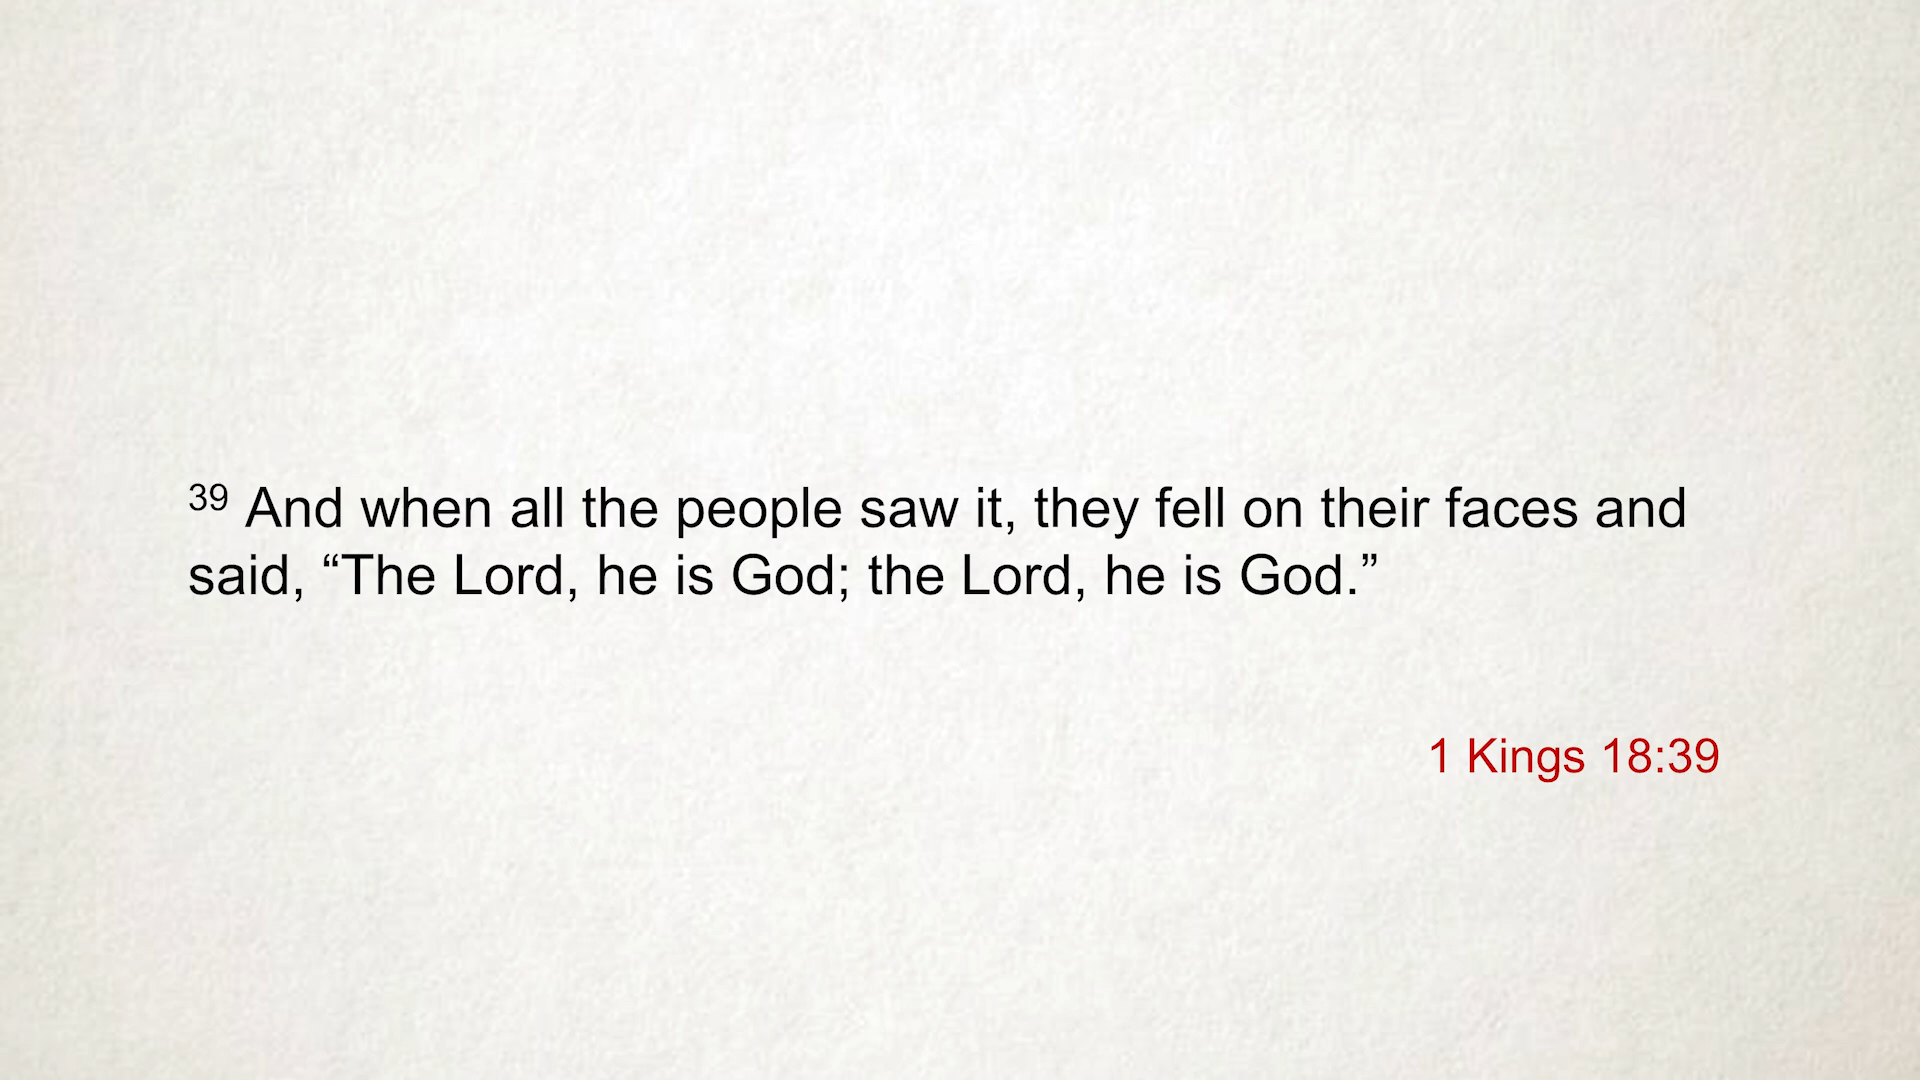 39 And when all the people saw it, they fell on their faces and
said, “The Lord, he is God; the Lord, he is God.”
1 Kings 18:39